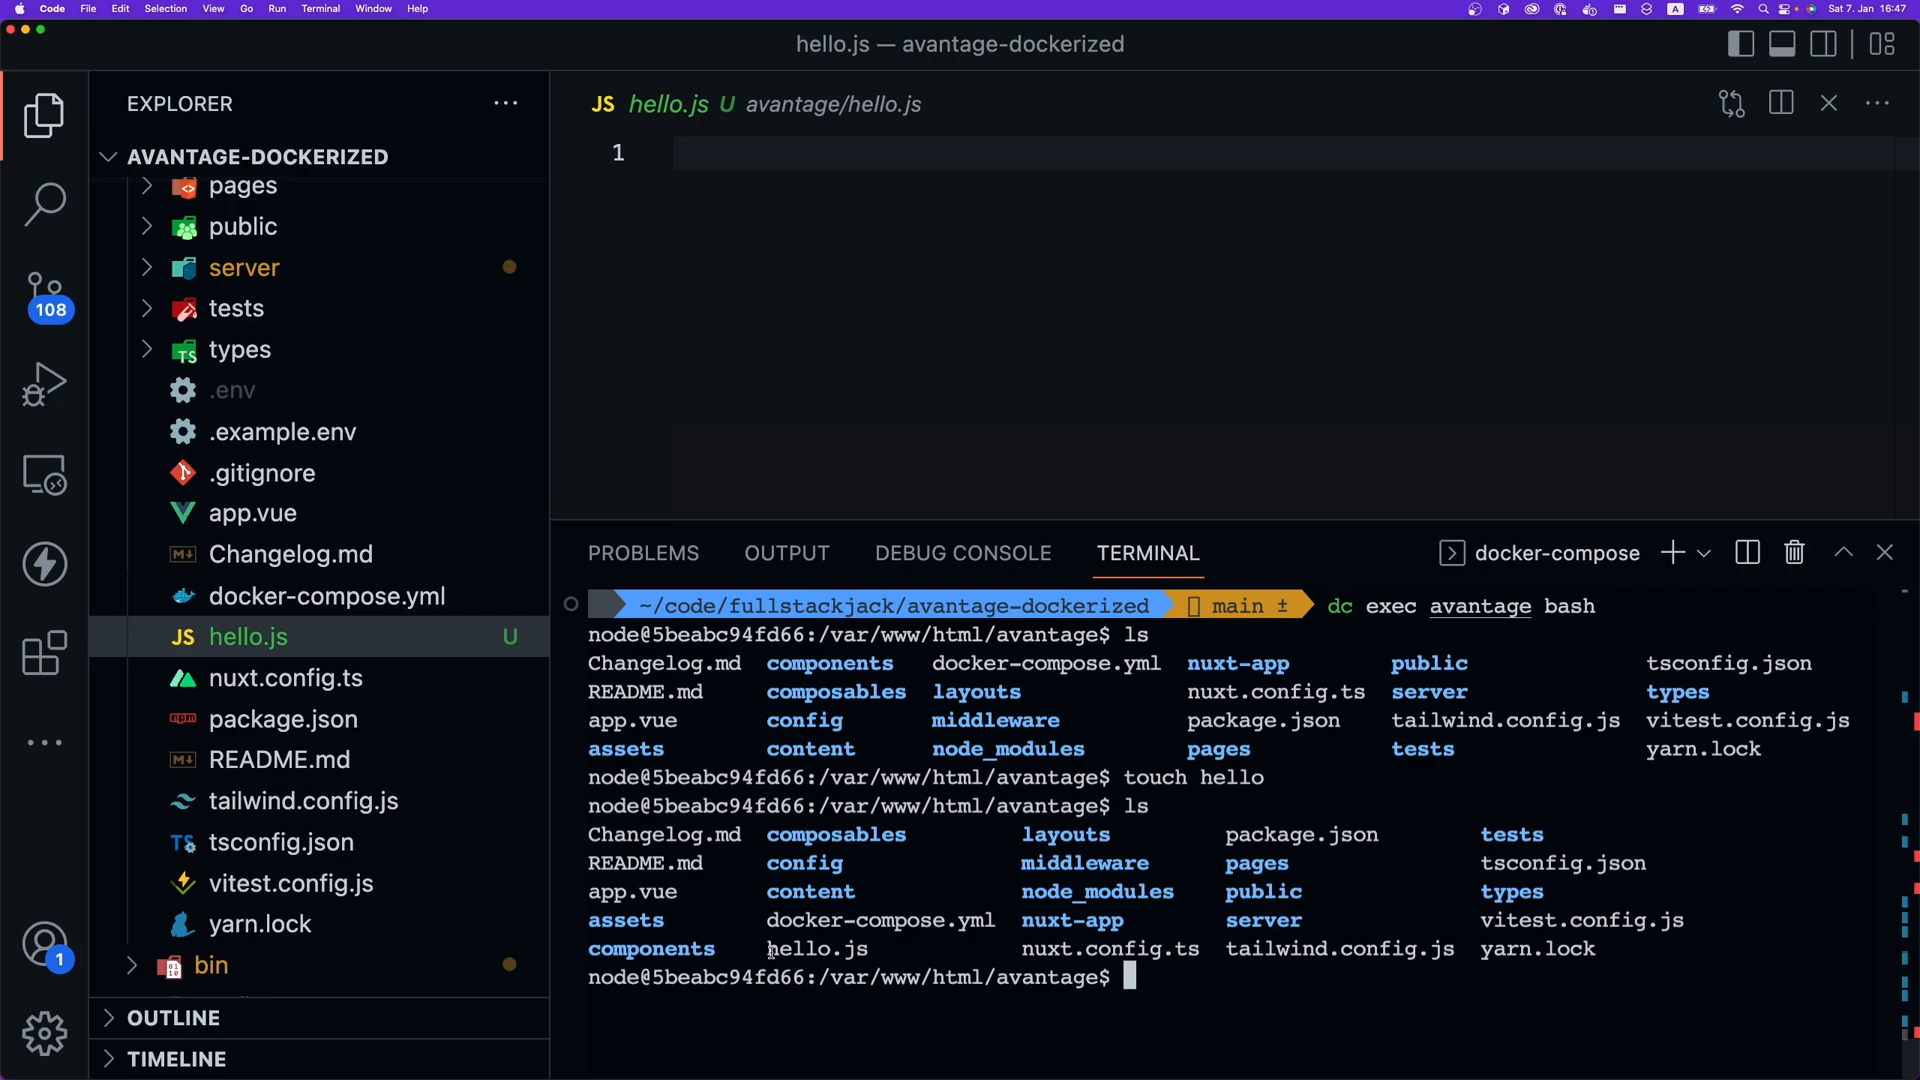 Code File Edit Selection View Go Run Terminal Window Help
A
Sat 7. Jan 16:47
hello.js — avantage-dockerized
EXPLORER
AVANTAGE-DOCKERIZED
pages
public
server
tests
types
.env
.example.env
.gitignore
app.vue
Changelog.md
docker-compose.yml
JS hello.js U
nuxt.config.ts
package.json
README.md
tailwind.config.js
tsconfig.json
vitest.config.js
yarn.lock
bin
OUTLINE
TIMELINE
108
1
JS hello.js U avantage/hello.js
1
PROBLEMS OUTPUT DEBUG CONSOLE TERMINAL
docker-compose
~/code/fullstackjack/avantage-dockerized main ± dc exec avantage bash
node@5beabc94fd66:/var/www/html/avantage$ ls
Changelog.md components docker-compose.yml nuxt-app public tsconfig.json
README.md composables layouts nuxt.config.ts server types
app.vue config middleware package.json tailwind.config.js vitest.config.js
assets content node_modules pages tests yarn.lock
node@5beabc94fd66:/var/www/html/avantage$ touch hello
node@5beabc94fd66:/var/www/html/avantage$ ls
Changelog.md composables layouts package.json tests
README.md config middleware pages tsconfig.json
app.vue content node_modules public types
assets docker-compose.yml nuxt-app server vitest.config.js
components hello.js nuxt.config.ts tailwind.config.js yarn.lock
node@5beabc94fd66:/var/www/html/avantage$